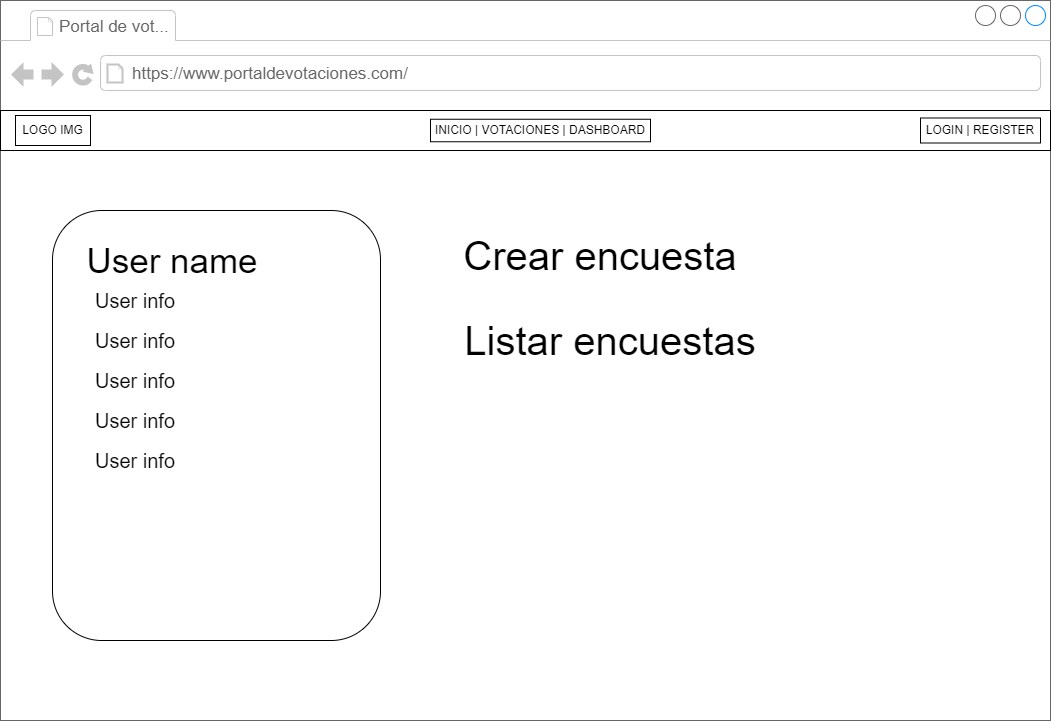 Portal de vot...
https://www.portaldevotaciones.com/
LOGO IMG
INICIO | VOTACIONES | DASHBOARD
LOGIN | REGISTER
User name
User info
User info
User info
User info
User info
Crear encuesta
Listar encuestas